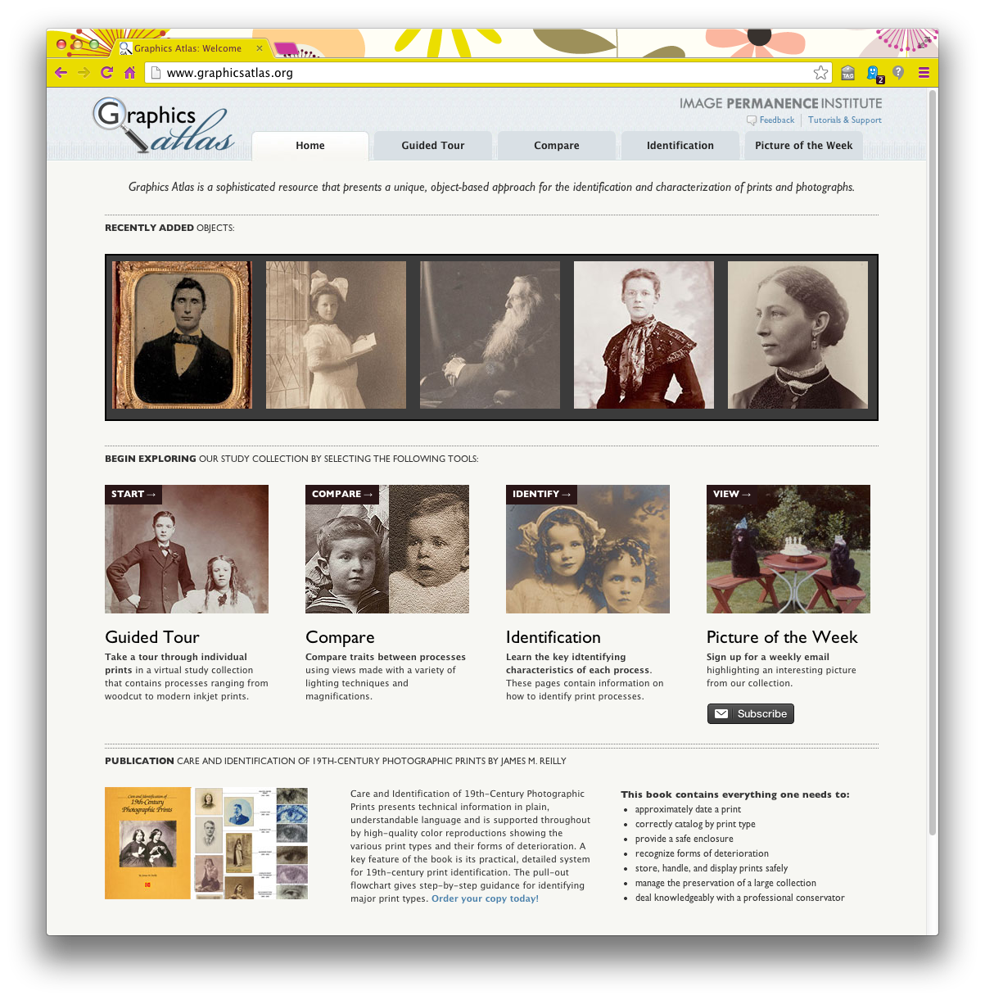 Graphics Atlas: Welcome
www.graphicsatlas.org
TAG
2
Graphics
atlas
IMAGE PERMANENCE INSTITUTE
Feedback
Tutorials & Support
Home
Guided Tour
Compare
Identification
Picture of the Week
Graphics Atlas is a sophisticated resource that presents a unique, object-based approach for the identification and characterization of prints and photographs.
RECENTLY ADDED OBJECTS:
BEGIN EXPLORING OUR STUDY COLLECTION BY SELECTING THE FOLLOWING TOOLS:
START →
COMPARE →
IDENTIFY →
VIEW →
Guided Tour
Take a tour through individual
prints in a virtual study collection
that contains processes ranging from
woodcut to modern inkjet prints.
Compare
Compare traits between processes
using views made with a variety of
lighting techniques and
magnifications.
Identification
Learn the key idtentifying
characteristics of each process.
These pages contain information on
how to identify print processes.
Picture of the Week
Sign up for a weekly email
highlighting an interesting picture
from our collection.
Subscribe
PUBLICATION CARE AND IDENTIFICATION OF 19TH-CENTURY PHOTOGRAPHIC PRINTS BY JAMES M. REILLY
Care and Identification of
19th-Century
Photographic Prints
Care and Identification of 19th-Century Photographic
Prints presents technical information in plain,
understandable language and is supported throughout
by high-quality color reproductions showing the
various print types and their forms of deterioration. A
key feature of the book is its practical, detailed system
for 19th-century print identification. The pull-out
flowchart gives step-by-step guidance for identifying
major print types. Order your copy today!
This book contains everything one needs to:
• approximately date a print
• correctly catalog by print type
• provide a safe enclosure
• recognize forms of deterioration
• store, handle, and display prints safely
• manage the preservation of a large collection
• deal knowledgeably with a professional conservator